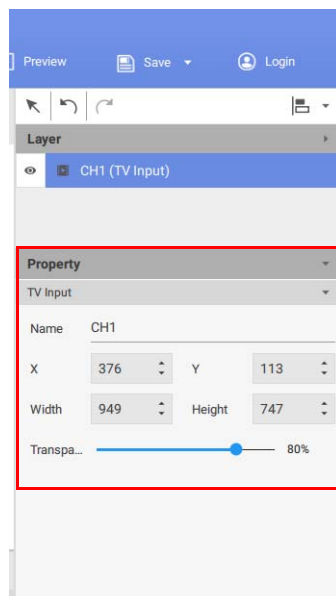 Preview Save Login
Layer
CH1 (TV Input)
Property
TV Input
Name CH1
X 376 Y 113
Width 949 Height 747
Transpa... 80%